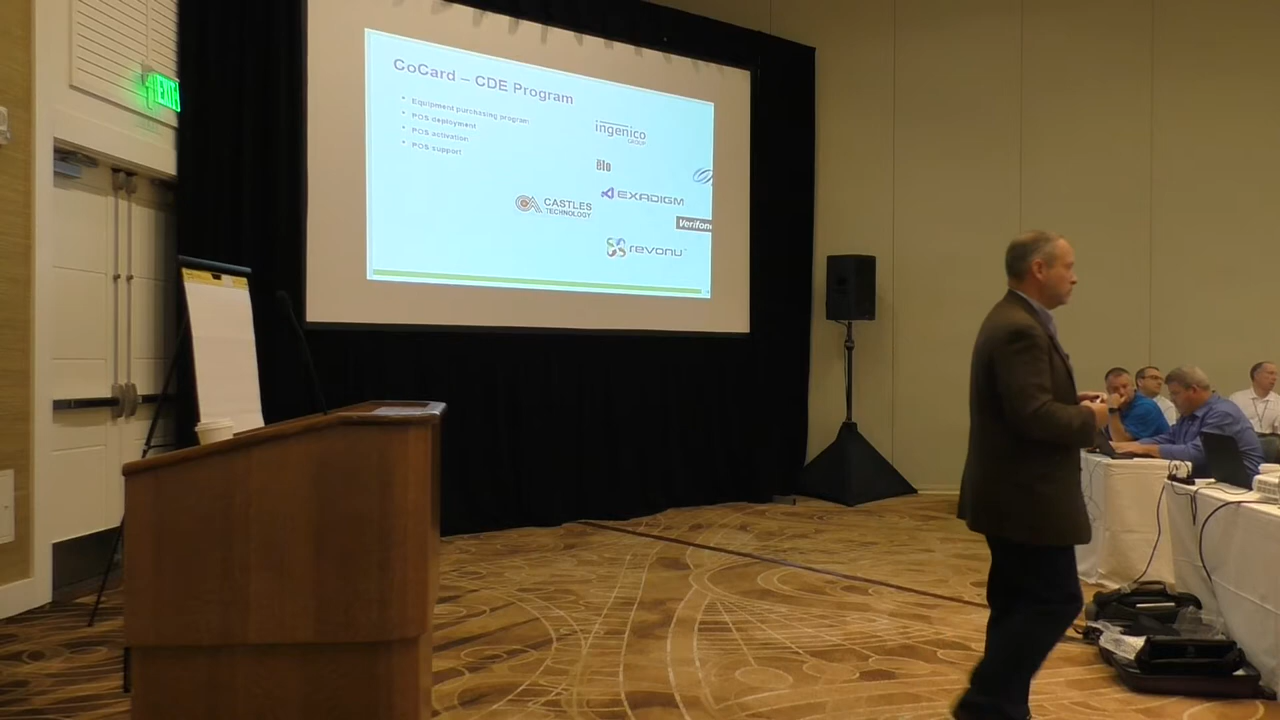 EXIT
CoCard – CDE Program
Equipment purchasing program
POS deployment
POS activation
POS support
ingenico
GROUP
Blo
EXADIGM
CASTLES
TECHNOLOGY
Verifone
revonu